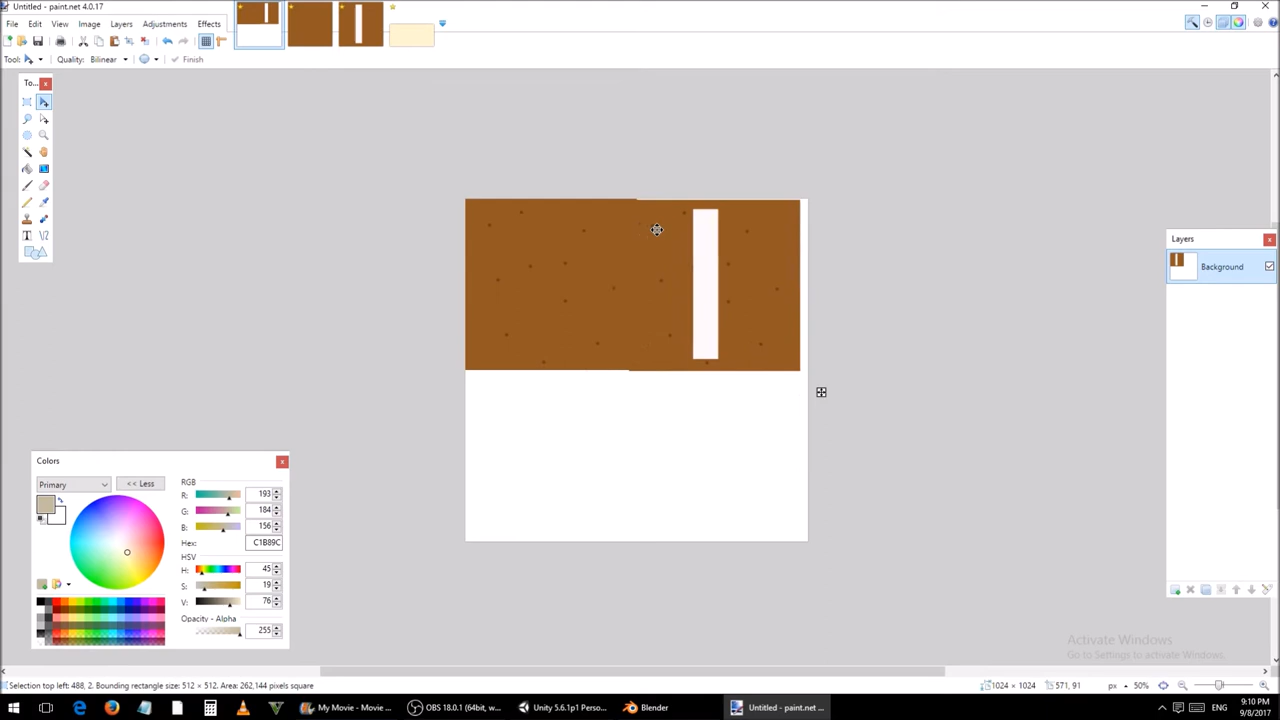 Untitled - paint.net 4.0.17
File Edit View Image Layers Adjustments Effects
Tool: Quality: Bilinear Finish
To...
Layers
Background
Colors
Primary << Less
RGB
R: 193
G: 184
B: 156
Hex: C1B89C
HSV
H: 45
S: 19
V: 76
Opacity - Alpha
255
Activate Windows
Go to Settings to activate Windows.
Selection top left: 488, 2. Bounding rectangle size: 512 × 512. Area: 262,144 pixels square 1024 × 1024 571, 91 px 50%
My Movie - Movie ... OBS 18.0.1 (64bit, w... Unity 5.6.1p1 Perso... Blender Untitled - paint.net ... ENG 9:10 PM
9/8/2017